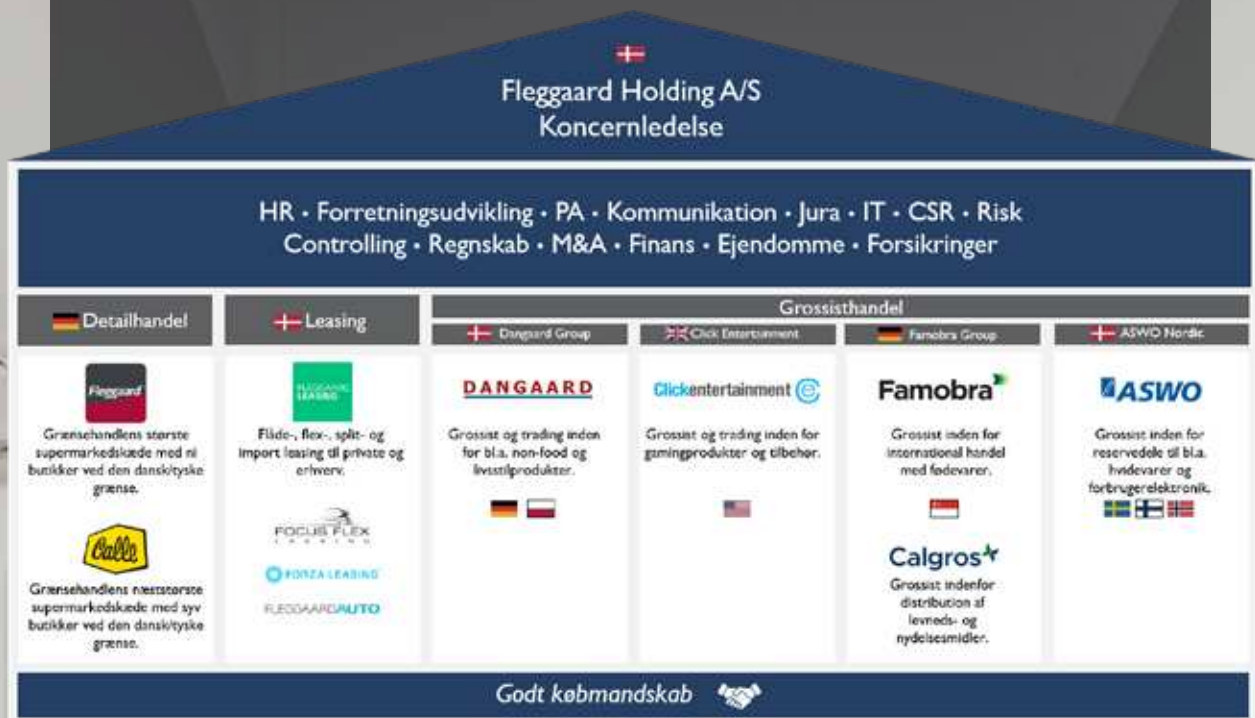 Fleggaard Holding A/S
Koncernledelse
HR • Forretningsudvikling • PA • Kommunikation • Jura • IT • CSR • Risk
Controlling • Regnskab • M&A • Finans • Ejendomme • Forsikringer
Detailhandel
Leasing
Grossisthandel
Dangaard Group
Click Entertainment
Famobra Group
ASWO Nordic
Fleggaard
Grænsehandlens største
supermarkedskæde med ni
butikker ved den dansk/tyske
grænse.
Calle
Grænsehandlens næststørste
supermarkedskæde med syv
butikker ved den dansk/tyske
grænse.
FLEGGAARD
LEASING
Flåde-, flex-, split- og
import leasing til private og
erhverv.
FOCUS FLEX
LEASING
FORZA LEASING
FLEGGAARDAUTO
DANGAARD
Grossist og trading inden
for bl.a. non-food og
livsstilprodukter.
Clickentertainment
Grossist og trading inden for
gamingprodukter og tilbehør.
Famobra
Grossist inden for
international handel
med fødevarer.
Calgros
Grossist indenfor
distribution af
levneds- og
nydelsesmidler.
ASWO
Grossist inden for
reservedele til bl.a.
hvidevarer og
forbrugerelektronik.
Godt købmandskab